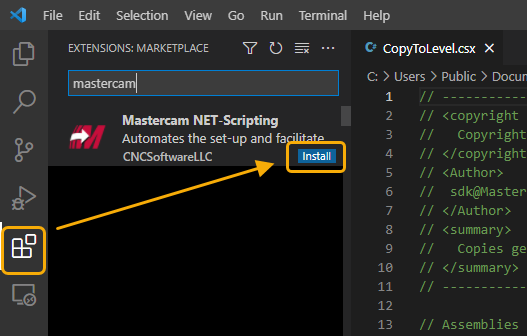 File Edit Selection View Go Run Terminal Help
EXTENSIONS: MARKETPLACE
mastercam
Mastercam NET-Scripting
Automates the set-up and facilitate
CNCSoftwareLLC
Install
CopyToLevel.csx
C: > Users > Public > Docum
1 // -----------
2 // <copyright
3 // Copyright
4 // </copyright
5 // <Author>
6 // sdk@Master
7 // </Author>
8 // <summary>
9 // Copies ge
10 // </summary>
11 // -----------
12
13 // Assemblies